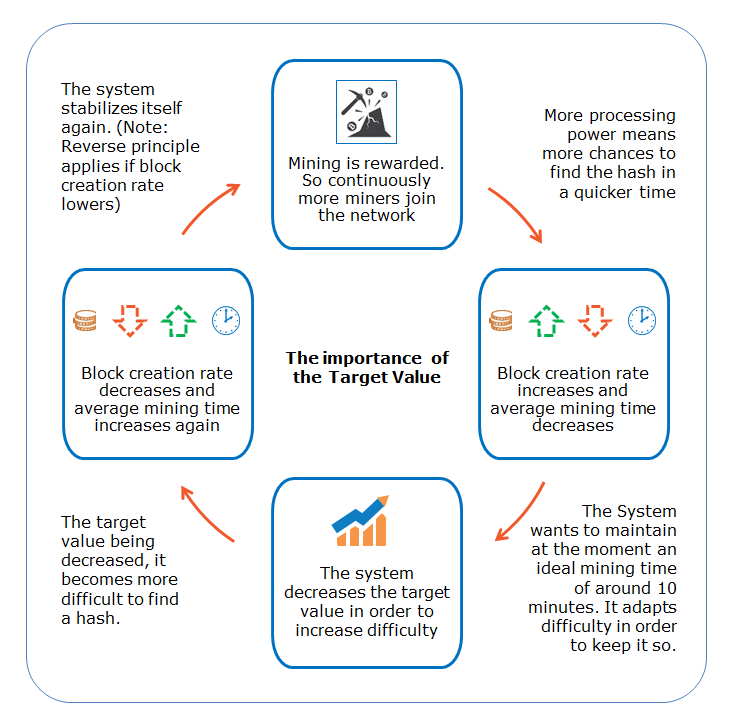 The system
stabilizes itself
again. (Note:
Reverse principle
applies if block
creation rate
lowers)
Mining is rewarded.
So continuously
more miners join
the network
More processing
power means
more chances to
find the hash in
a quicker time
Block creation rate
decreases and
average mining time
increases again
The importance of
the Target Value
Block creation rate
increases and
average mining time
decreases
The target
value being
decreased, it
becomes more
difficult to find
a hash.
The system
decreases the target
value in order to
increase difficulty
The System
wants to maintain
at the moment an
ideal mining time
of around 10
minutes. It adapts
difficulty in order
to keep it so.